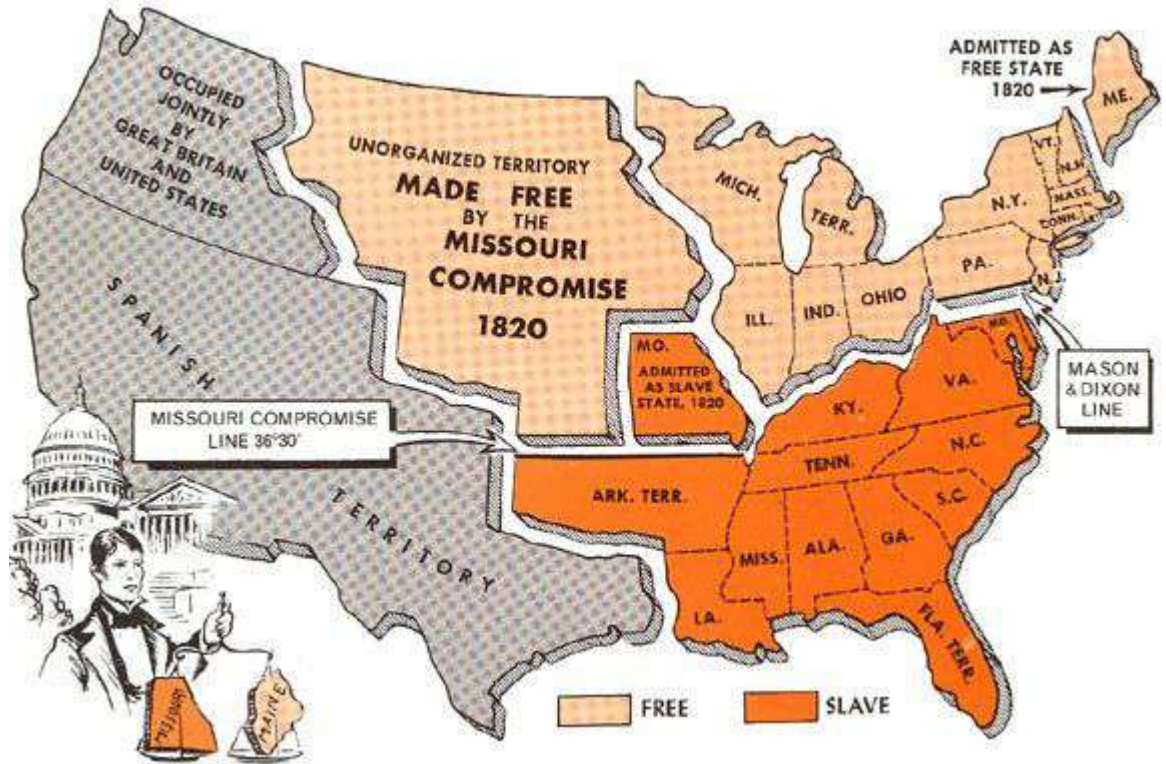 OCCUPIED
JOINTLY
BY
GREAT BRITAIN
AND
UNITED STATES
UNORGANIZED TERRITORY
MADE FREE
BY THE
MISSOURI
COMPROMISE
1820
ADMITTED AS
FREE STATE
1820
ME.
VT.
N.H
MASS.
CONN.
N.Y.
MICH.
TERR.
PA.
N.
ILL.
IND.
OHIO
MO.
ADMITTED
AS SLAVE
STATE, 1820
MASON
& DIXON
LINE
SPANISH
TERRITORY
MISSOURI COMPROMISE
LINE 36°30'
MD.
VA.
KY.
N.C.
TENN.
ARK. TERR.
S.C.
MISS.
ALA.
GA.
LA.
FLA. TERR.
MISSOURI
MAINE
FREE
SLAVE